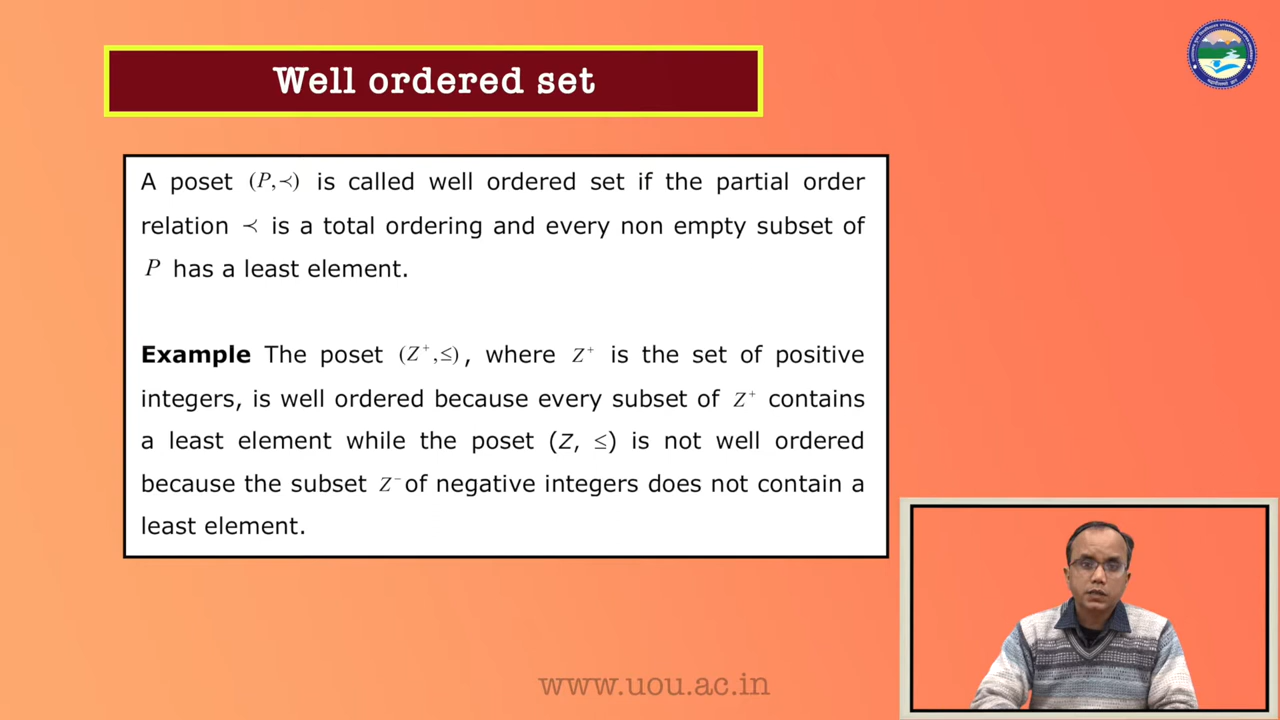 Well ordered set
A poset (P,≺) is called well ordered set if the partial order
relation ≺ is a total ordering and every non empty subset of
P has a least element.
Example The poset (Z⁺,≤), where Z⁺ is the set of positive
integers, is well ordered because every subset of Z⁺ contains
a least element while the poset (Z, ≤) is not well ordered
because the subset Z⁻ of negative integers does not contain a
least element.
www.uou.ac.in